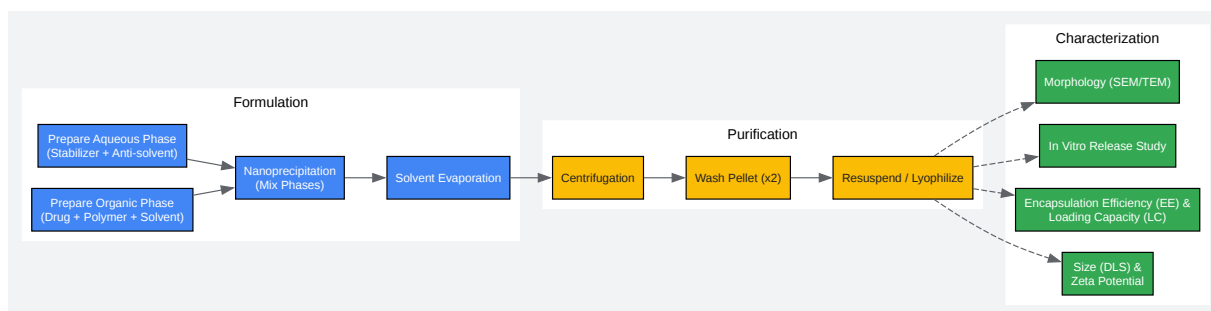 Formulation
Prepare Aqueous Phase
(Stabilizer + Anti-solvent)
Prepare Organic Phase
(Drug + Polymer + Solvent)
Nanoprecipitation
(Mix Phases)
Solvent Evaporation
Purification
Centrifugation
Wash Pellet (x2)
Resuspend / Lyophilize
Characterization
Morphology (SEM/TEM)
In Vitro Release Study
Encapsulation Efficiency (EE) &
Loading Capacity (LC)
Size (DLS) &
Zeta Potential